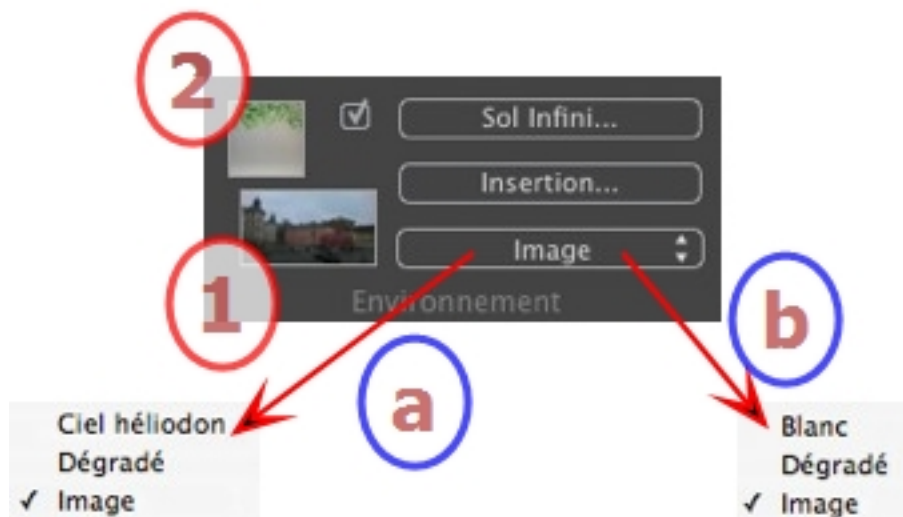 2
Sol Infini...
Insertion...
Image
1
Environnement
b
a
Ciel héliodon
Dégradé
✓ Image
Blanc
Dégradé
✓ Image